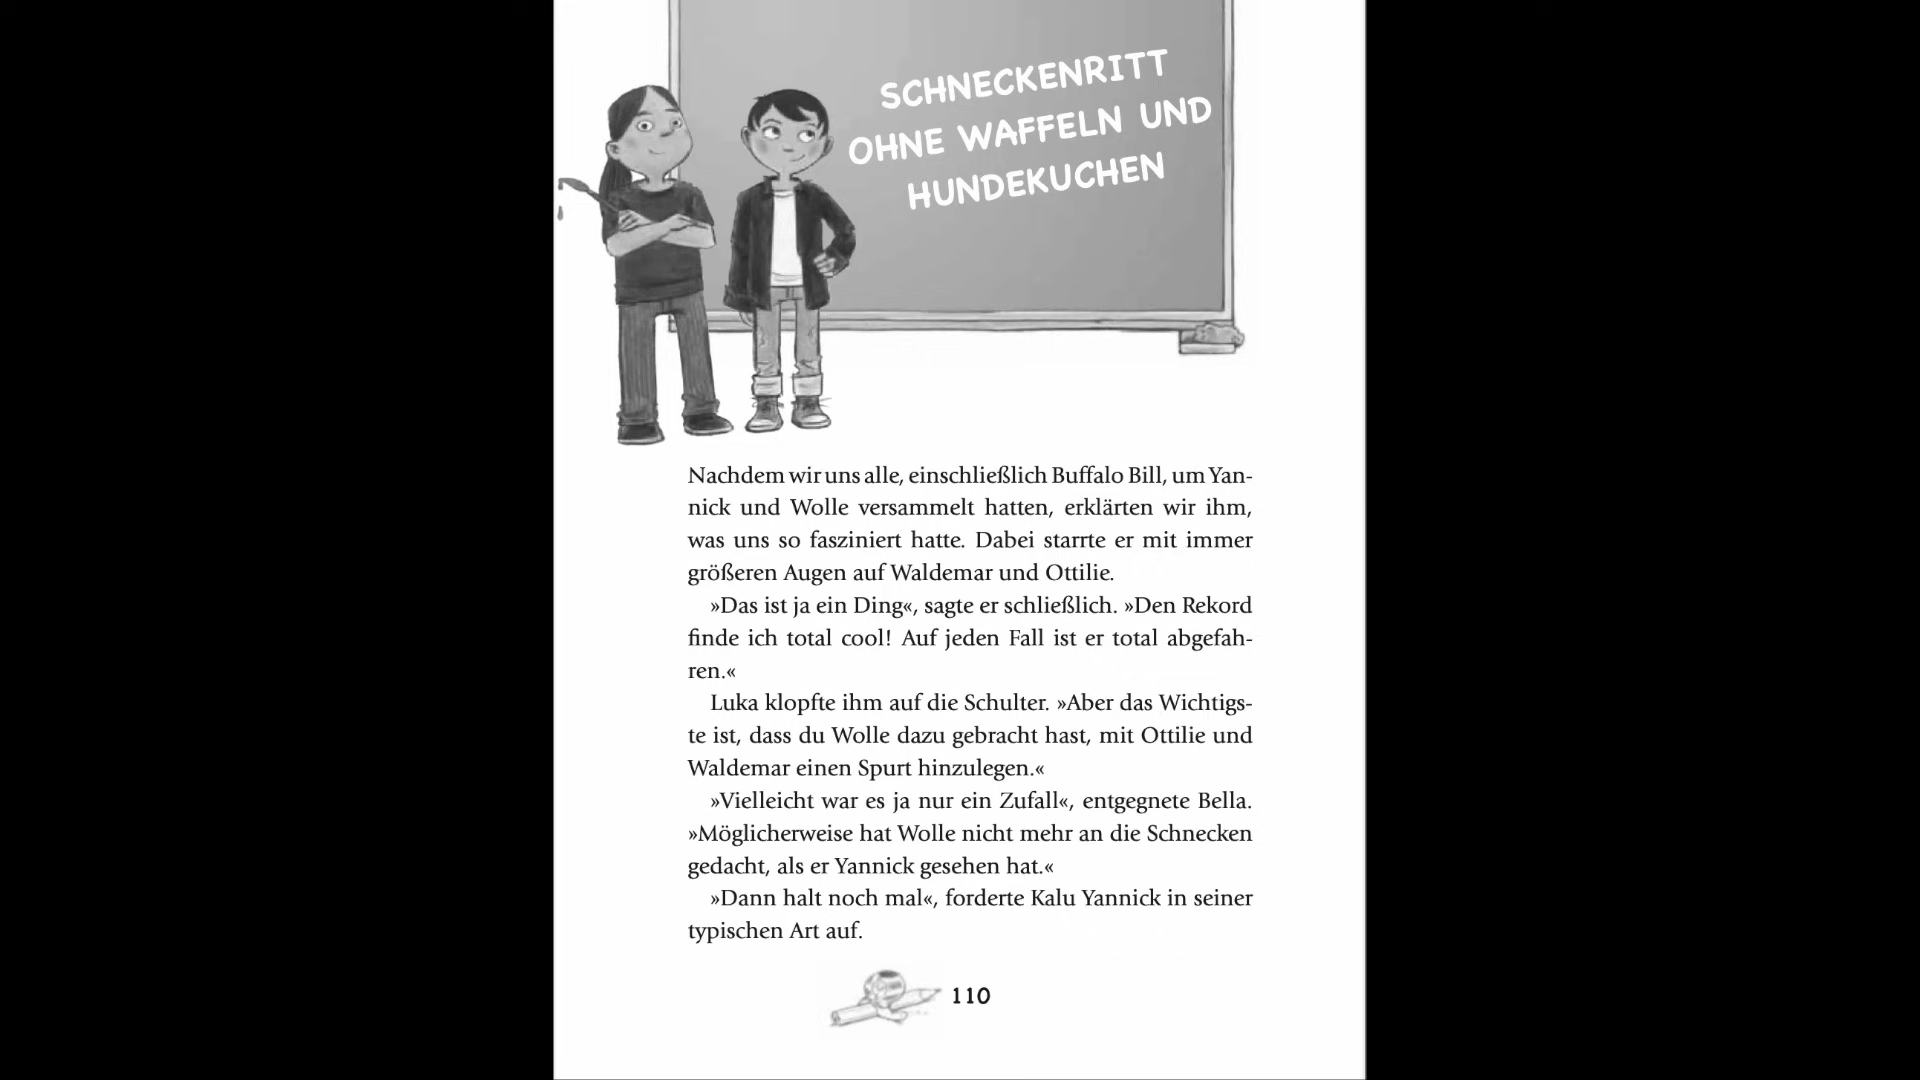 SCHNECKENRITT
OHNE WAFFELN UND
HUNDEKUCHEN
Nachdem wir uns alle, einschließlich Buffalo Bill, um Yan-
nick und Wolle versammelt hatten, erklärten wir ihm,
was uns so fasziniert hatte. Dabei starrte er mit immer
größeren Augen auf Waldemar und Ottilie.
»Das ist ja ein Ding«, sagte er schließlich. »Den Rekord
finde ich total cool! Auf jeden Fall ist er total abgefah-
ren.«
Luka klopfte ihm auf die Schulter. »Aber das Wichtigs-
te ist, dass du Wolle dazu gebracht hast, mit Ottilie und
Waldemar einen Spurt hinzulegen.«
»Vielleicht war es ja nur ein Zufall«, entgegnete Bella.
»Möglicherweise hat Wolle nicht mehr an die Schnecken
gedacht, als er Yannick gesehen hat.«
»Dann halt noch mal«, forderte Kalu Yannick in seiner
typischen Art auf.
110